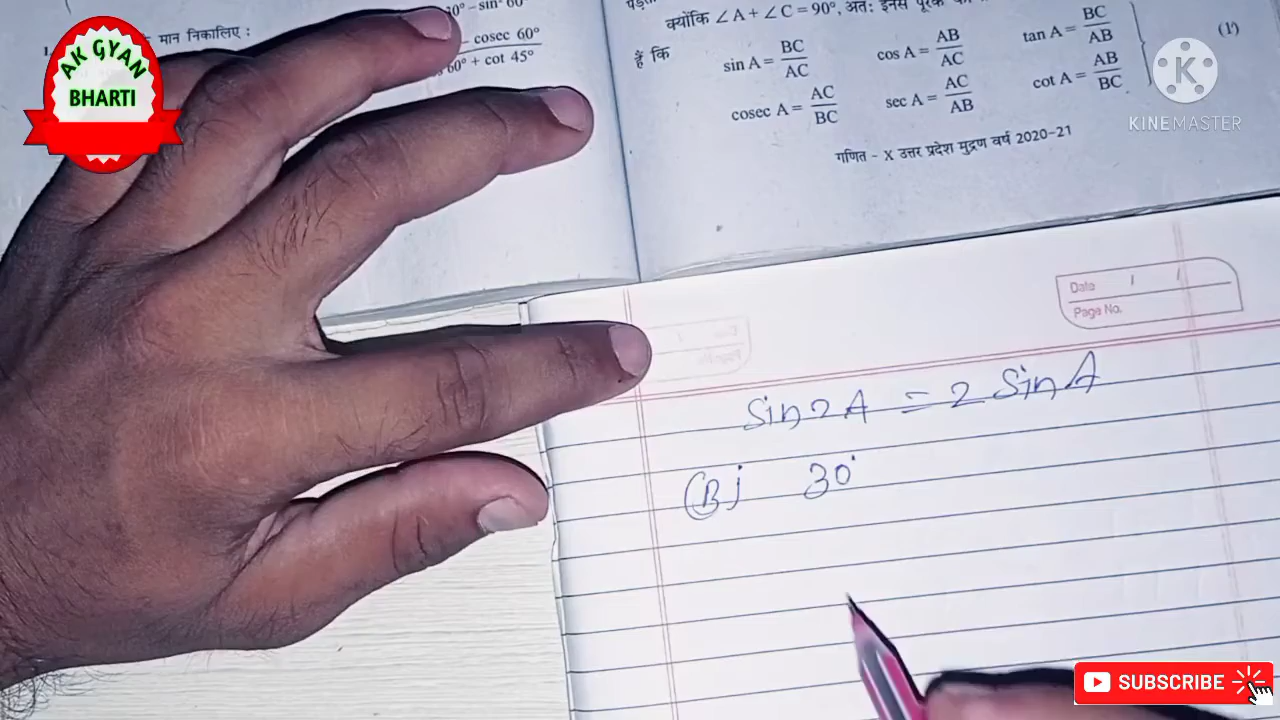 AK GYAN
BHARTI
मान निकालिए :
cosec 60°
60° + cot 45°
क्योंकि ∠A + ∠C = 90°, अतः इनसे पूरक
हैं कि
sin A = BC/AC cos A = AB/AC tan A = BC/AB (1')
cosec A = AC/BC sec A = AC/AB cot A = AB/BC
गणित - X उत्तर प्रदेश मुद्रण वर्ष 2020-21
K
KINEMASTER
Date / /
Page No.
Sin2A = 2 SinA
(B) 30°
SUBSCRIBE